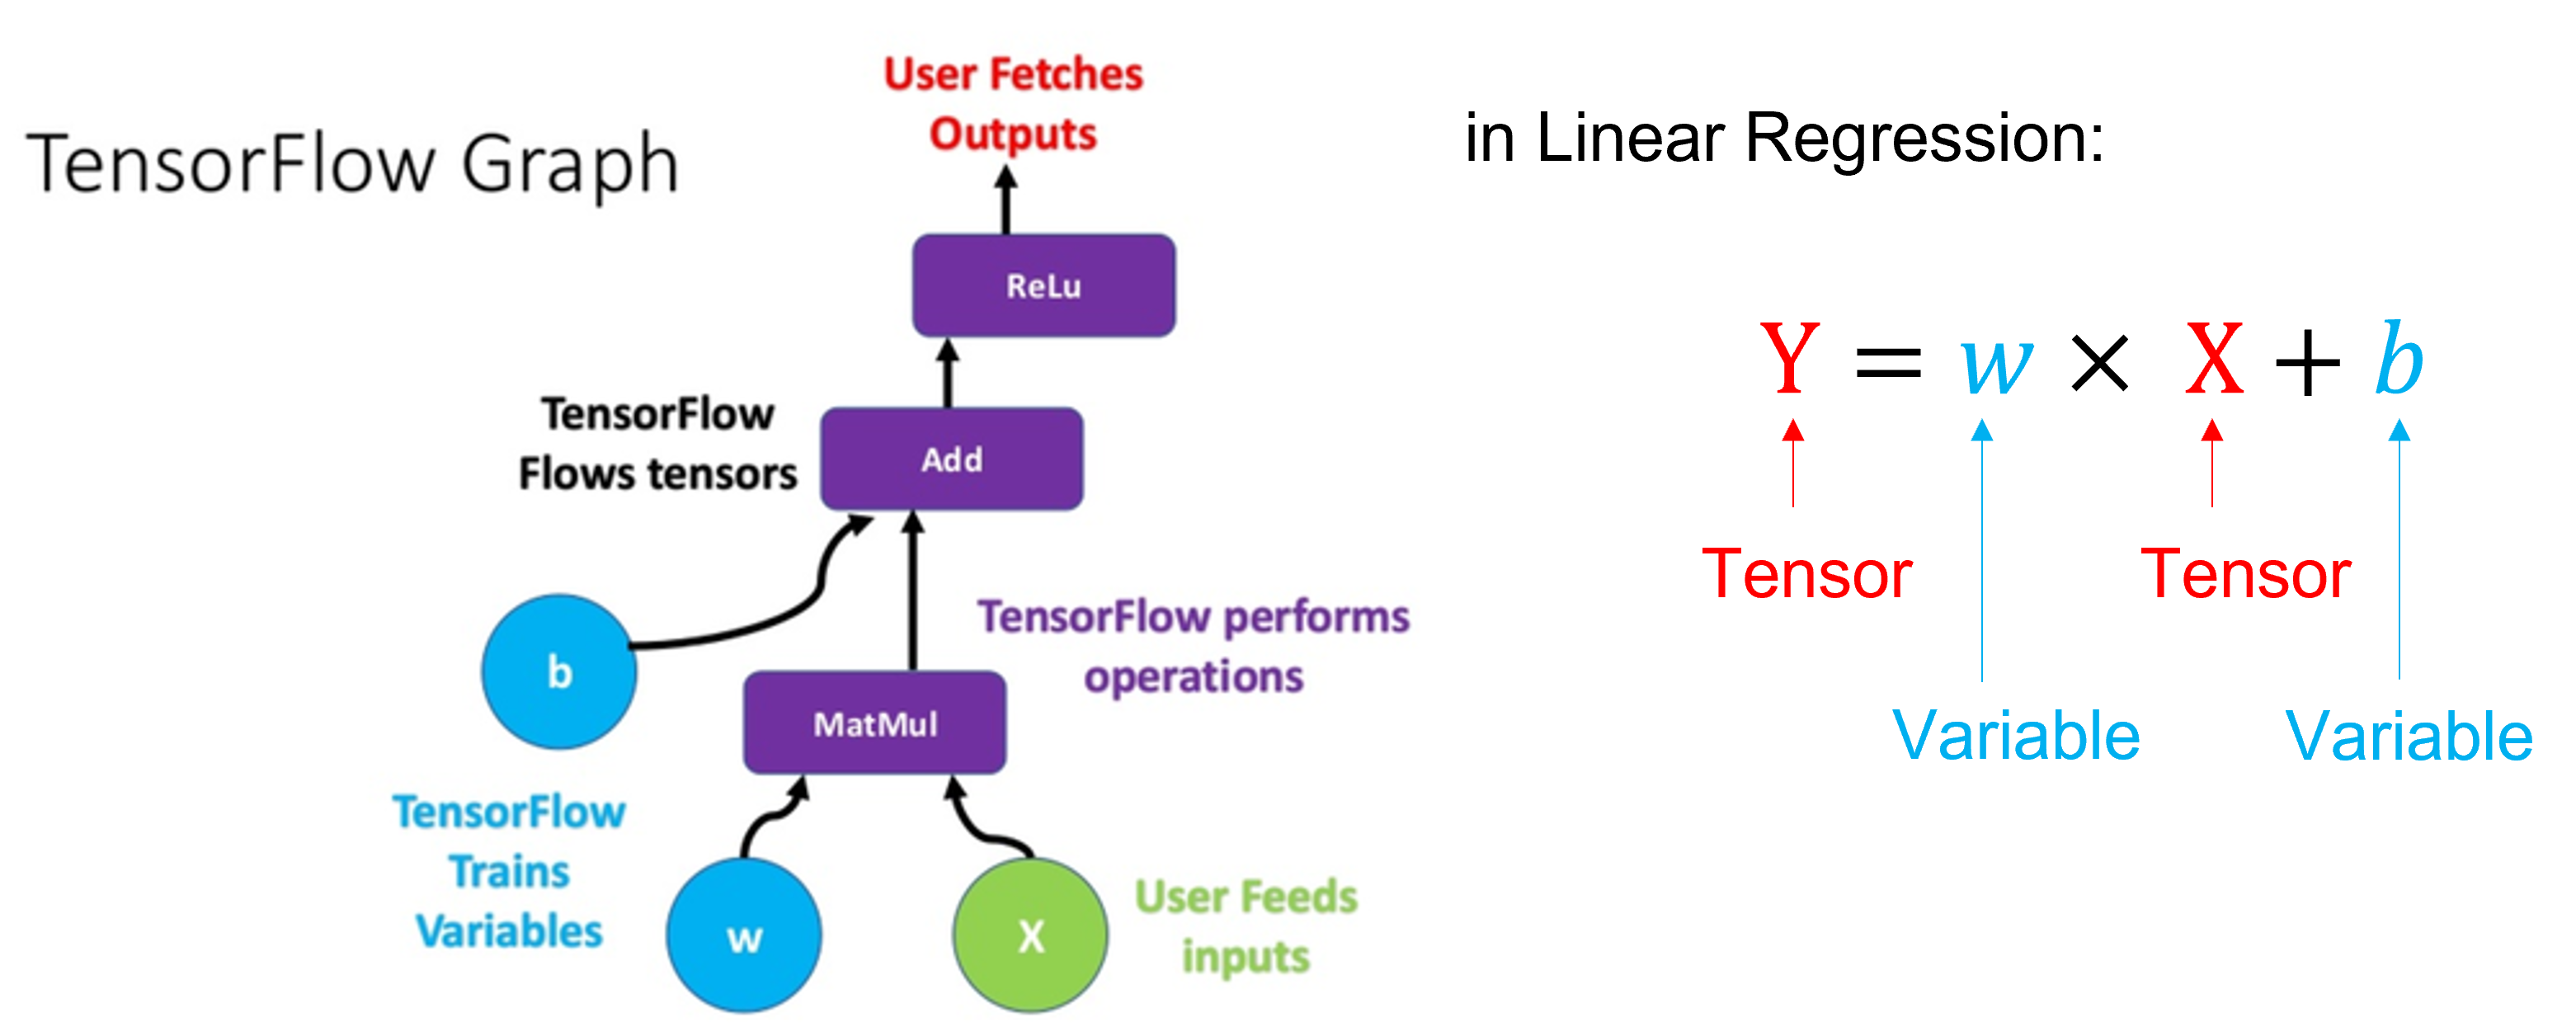 TensorFlow Graph
User Fetches
Outputs
ReLu
TensorFlow
Flows tensors
Add
TensorFlow performs
operations
b
MatMul
TensorFlow
Trains
Variables
w
X
User Feeds
inputs
in Linear Regression:
Y = w × X + b
Tensor
Tensor
Variable
Variable